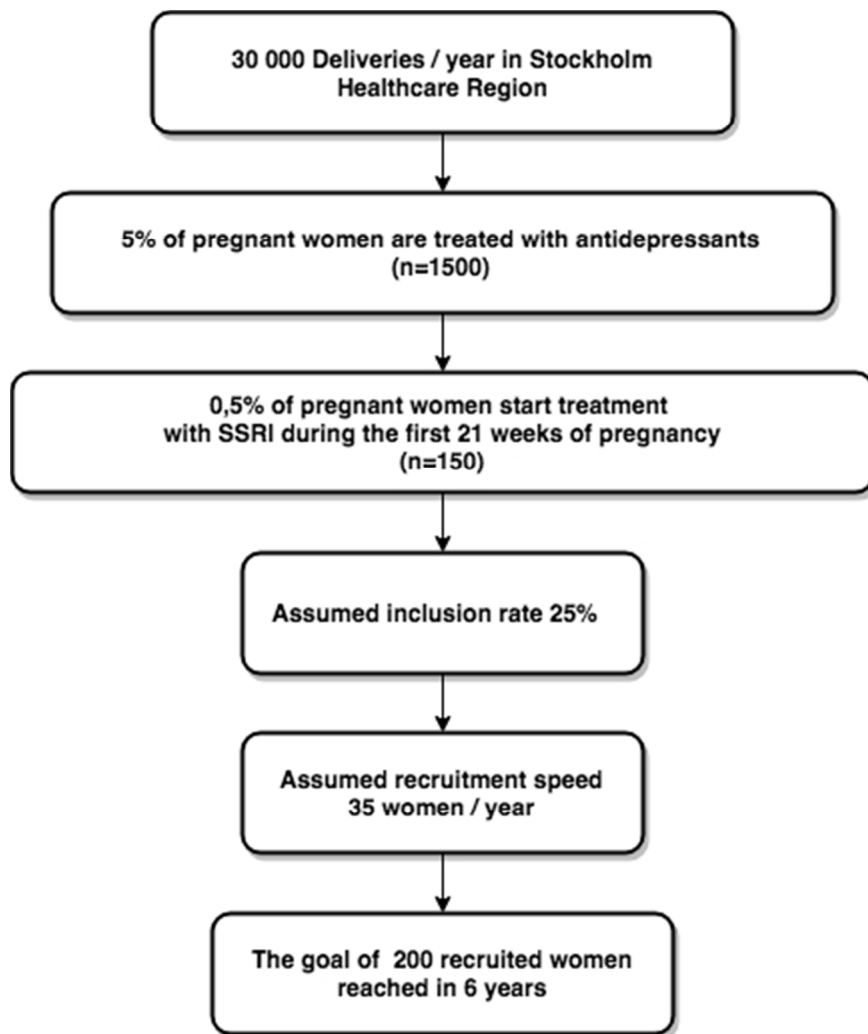 30 000 Deliveries / year in Stockholm
Healthcare Region
5% of pregnant women are treated with antidepressants
(n=1500)
0,5% of pregnant women start treatment
with SSRI during the first 21 weeks of pregnancy
(n=150)
Assumed inclusion rate 25%
Assumed recruitment speed
35 women / year
The goal of 200 recruited women
reached in 6 years